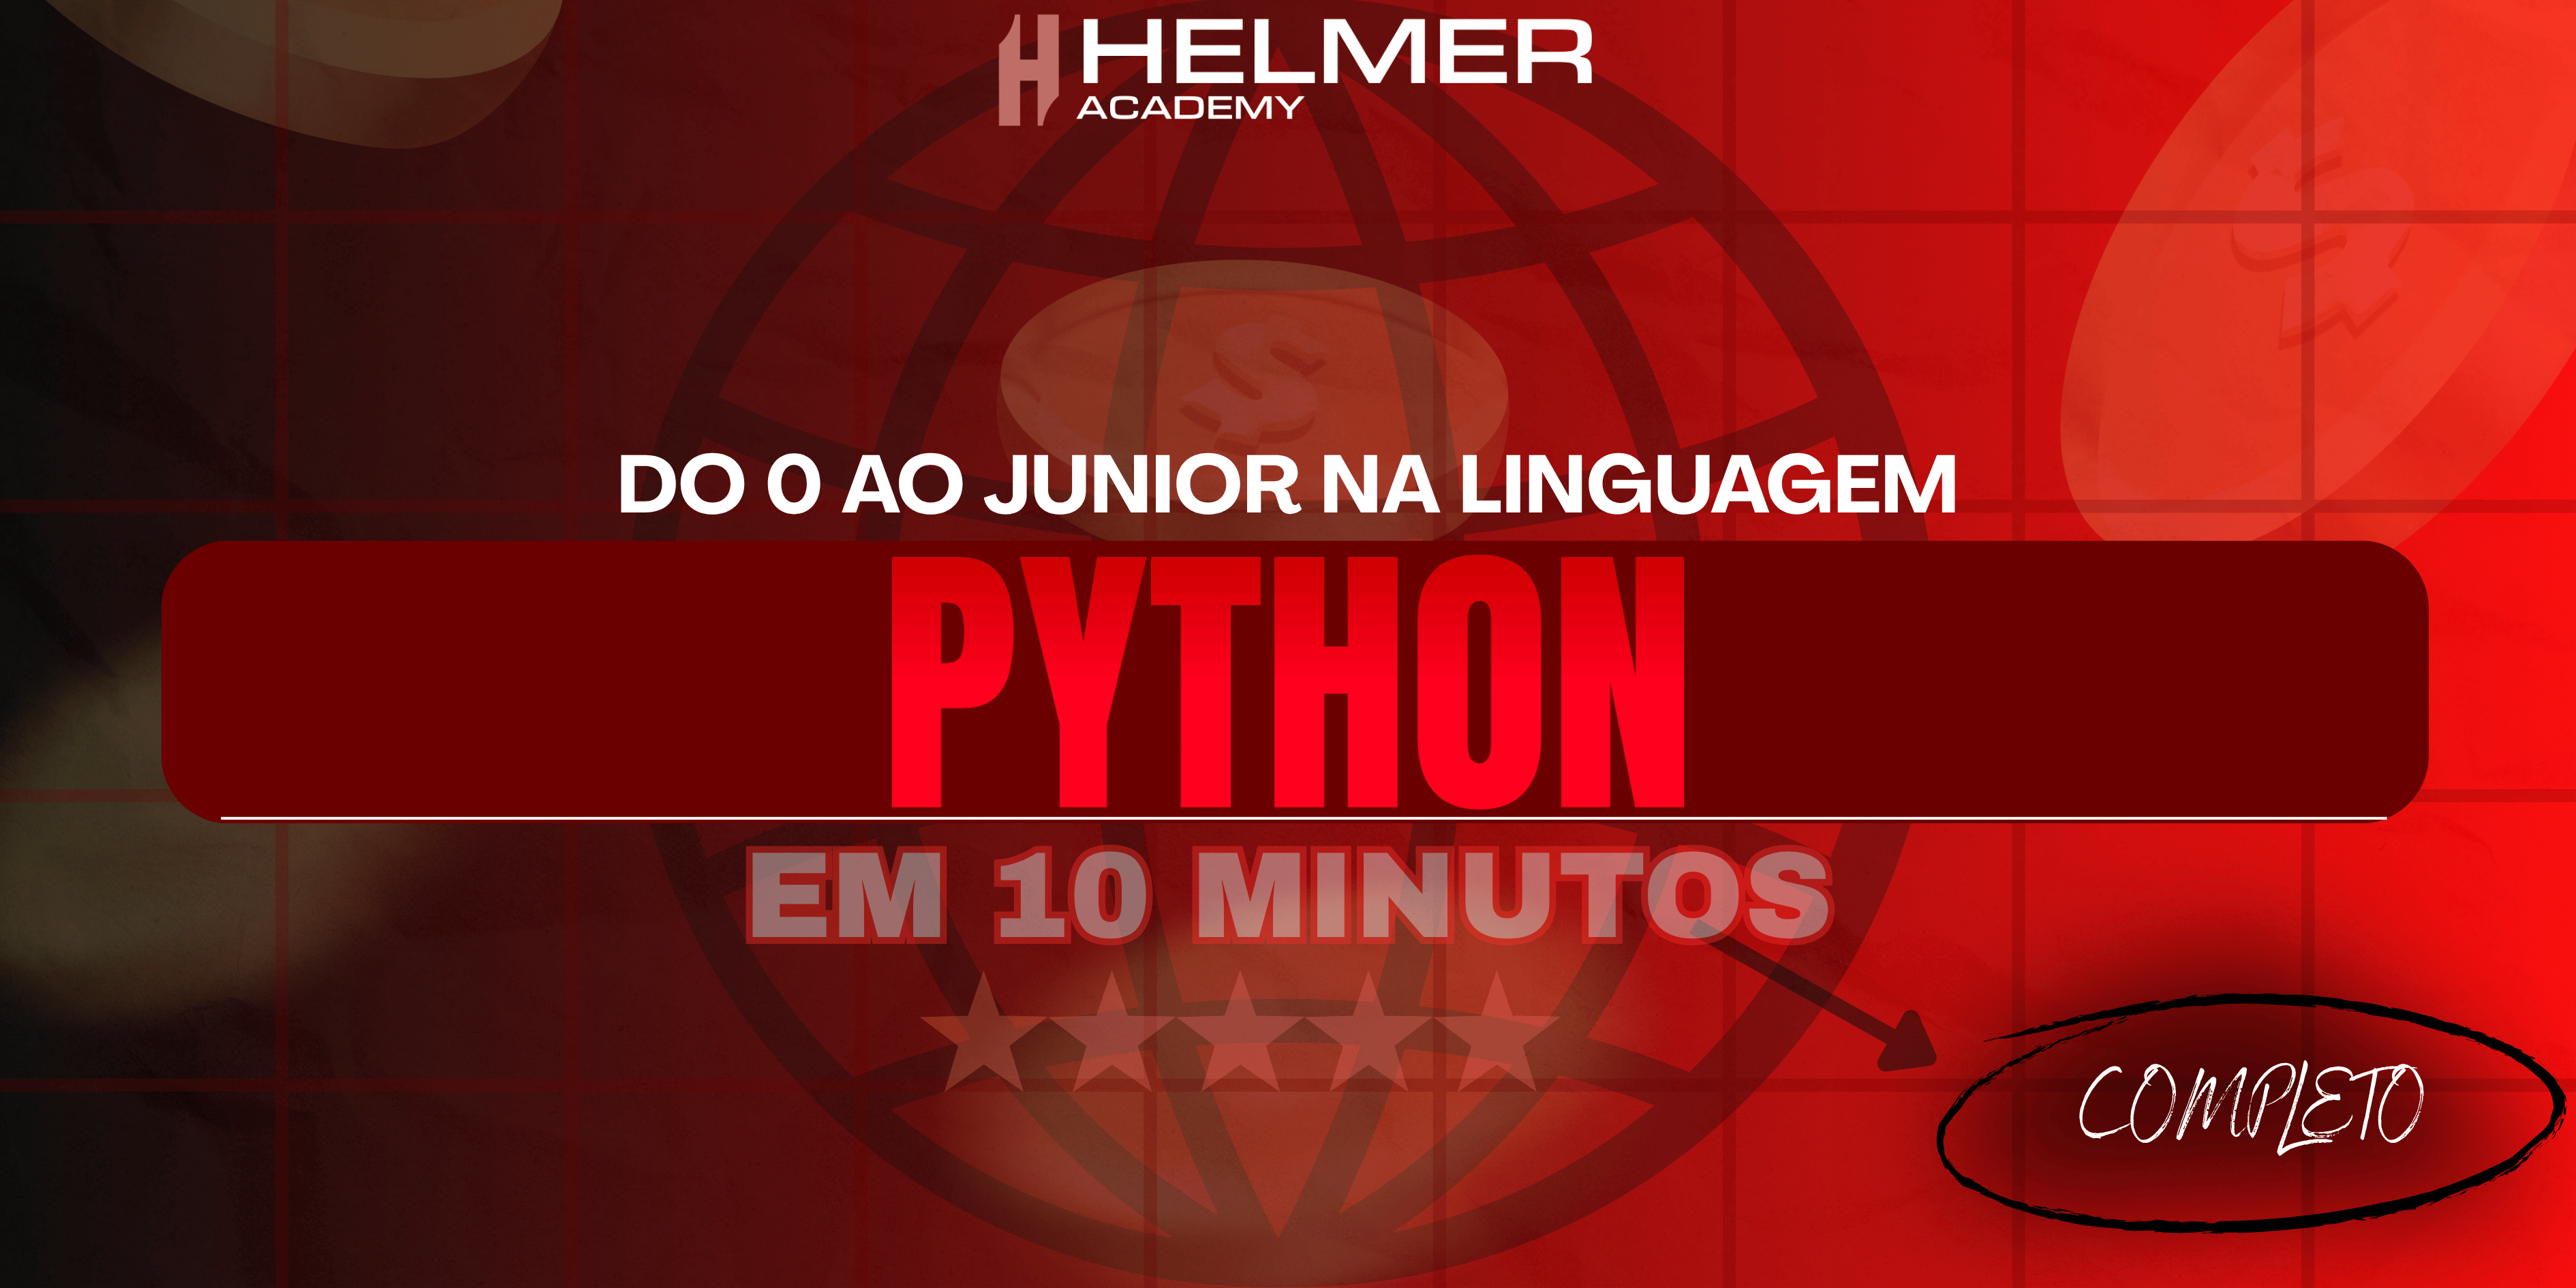 HELMER
ACADEMY
DO 0 AO JUNIOR NA LINGUAGEM
PYTHON
EM 10 MINUTOS
COMPLETO